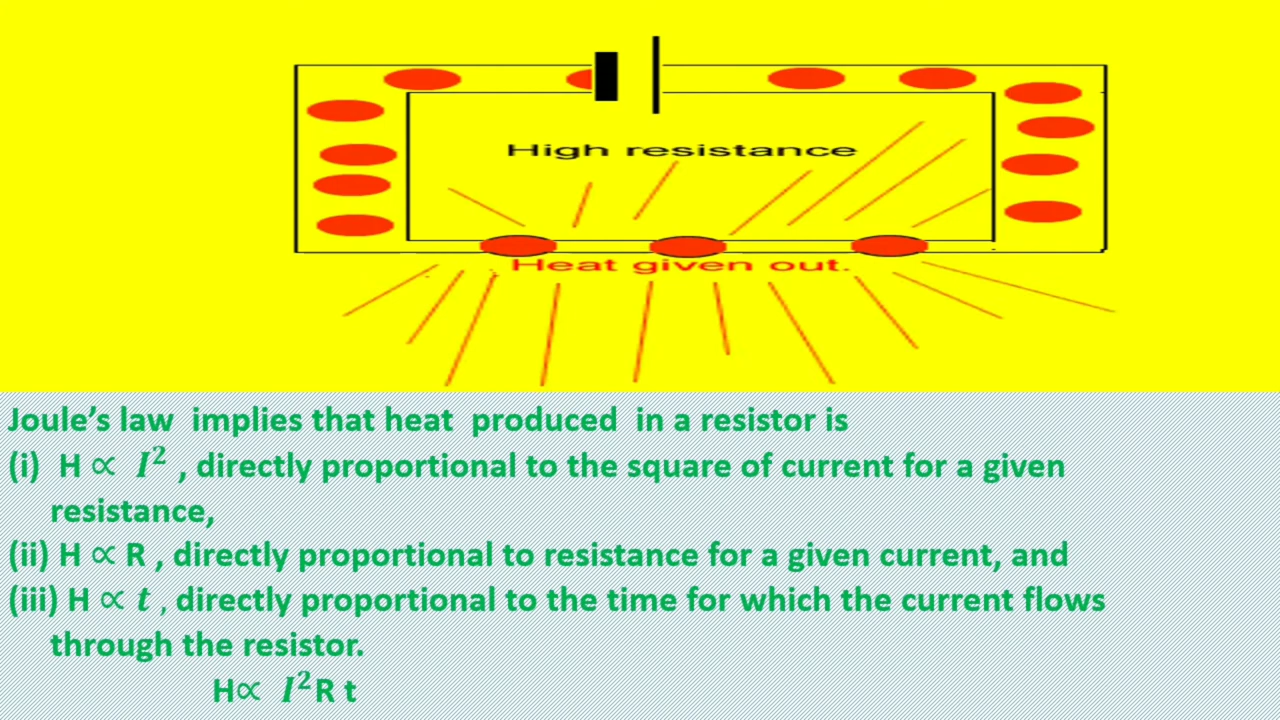 High resistance
Heat given out.
Joule’s law implies that heat produced in a resistor is
(i) H ∝ I² , directly proportional to the square of current for a given
resistance,
(ii) H ∝ R , directly proportional to resistance for a given current, and
(iii) H ∝ t , directly proportional to the time for which the current flows
through the resistor.
H∝ I²R t